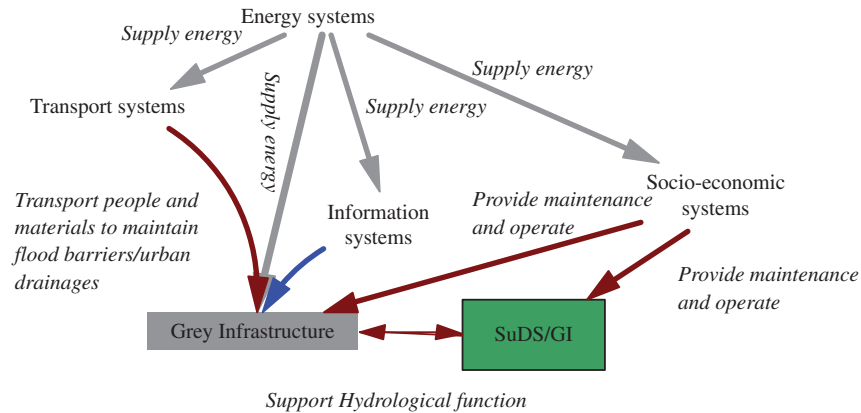 Energy systems
Supply energy
Supply energy
Supply energy
Supply energy
Transport systems
Transport people and
materials to maintain
flood barriers/urban
drainages
Information
systems
Provide maintenance
and operate
Socio-economic
systems
Provide maintenance
and operate
Grey Infrastructure
SuDS/GI
Support Hydrological function